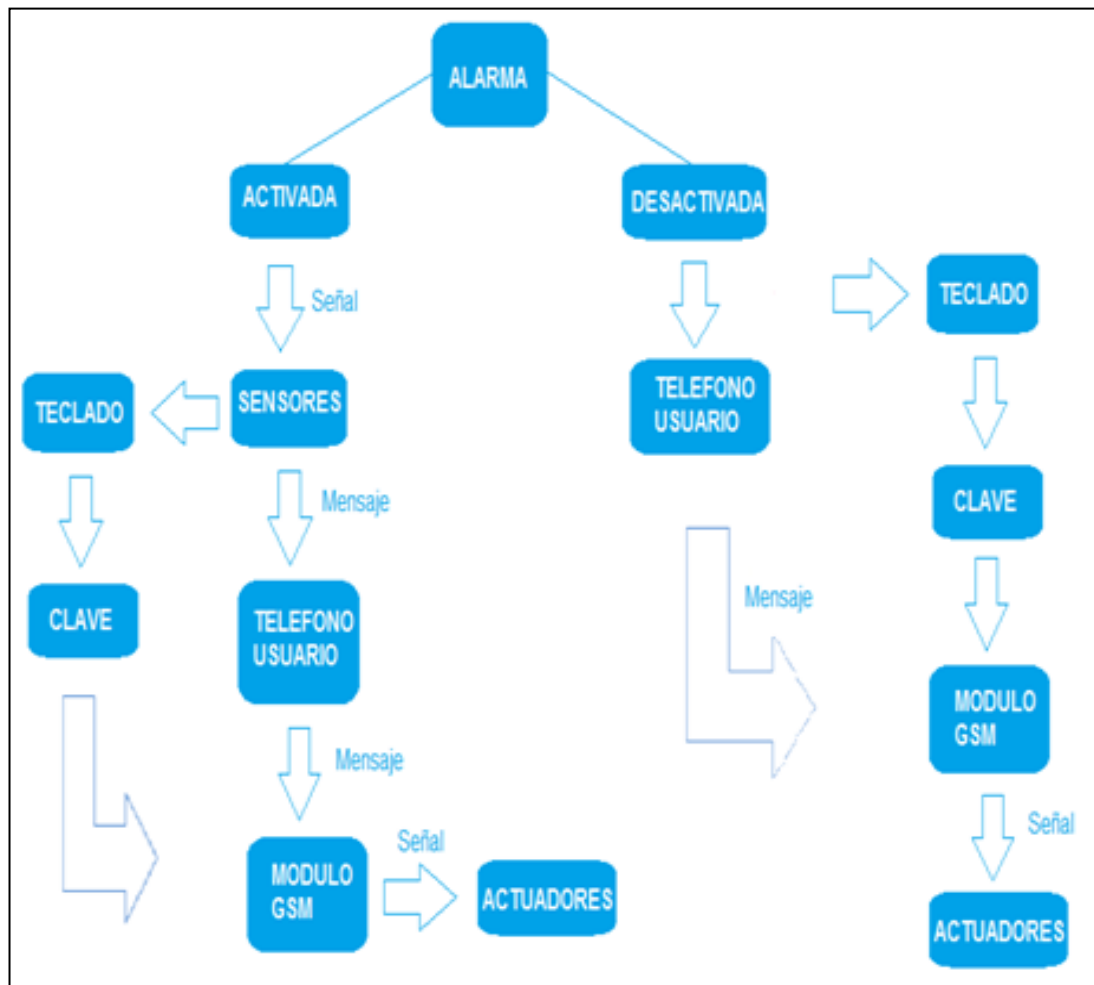 ALARMA
ACTIVADA
DESACTIVADA
Señal
TECLADO
SENSORES
TECLADO
TELEFONO
USUARIO
Mensaje
CLAVE
CLAVE
TELEFONO
USUARIO
Mensaje
Mensaje
MODULO
GSM
MODULO
GSM
Señal
ACTUADORES
Señal
ACTUADORES